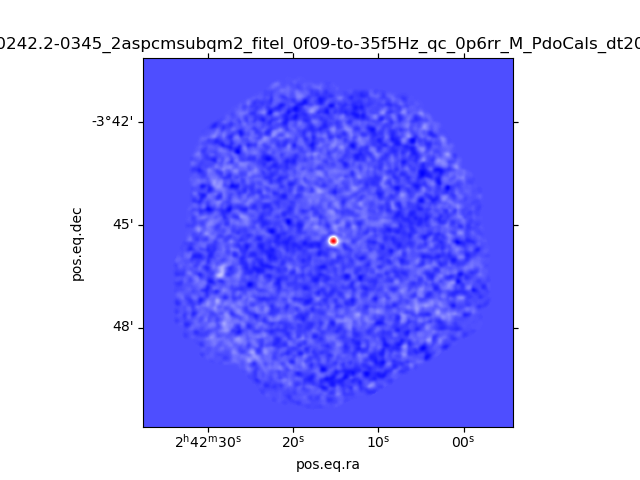 0242.2-0345_2aspcmsubqm2_fitel_0f09-to-35f5Hz_qc_0p6rr_M_PdoCals_dt20
-3°42'
45'
48'
pos.eq.dec
2ʰ42ᵐ30ˢ 20ˢ 10ˢ 00ˢ
pos.eq.ra